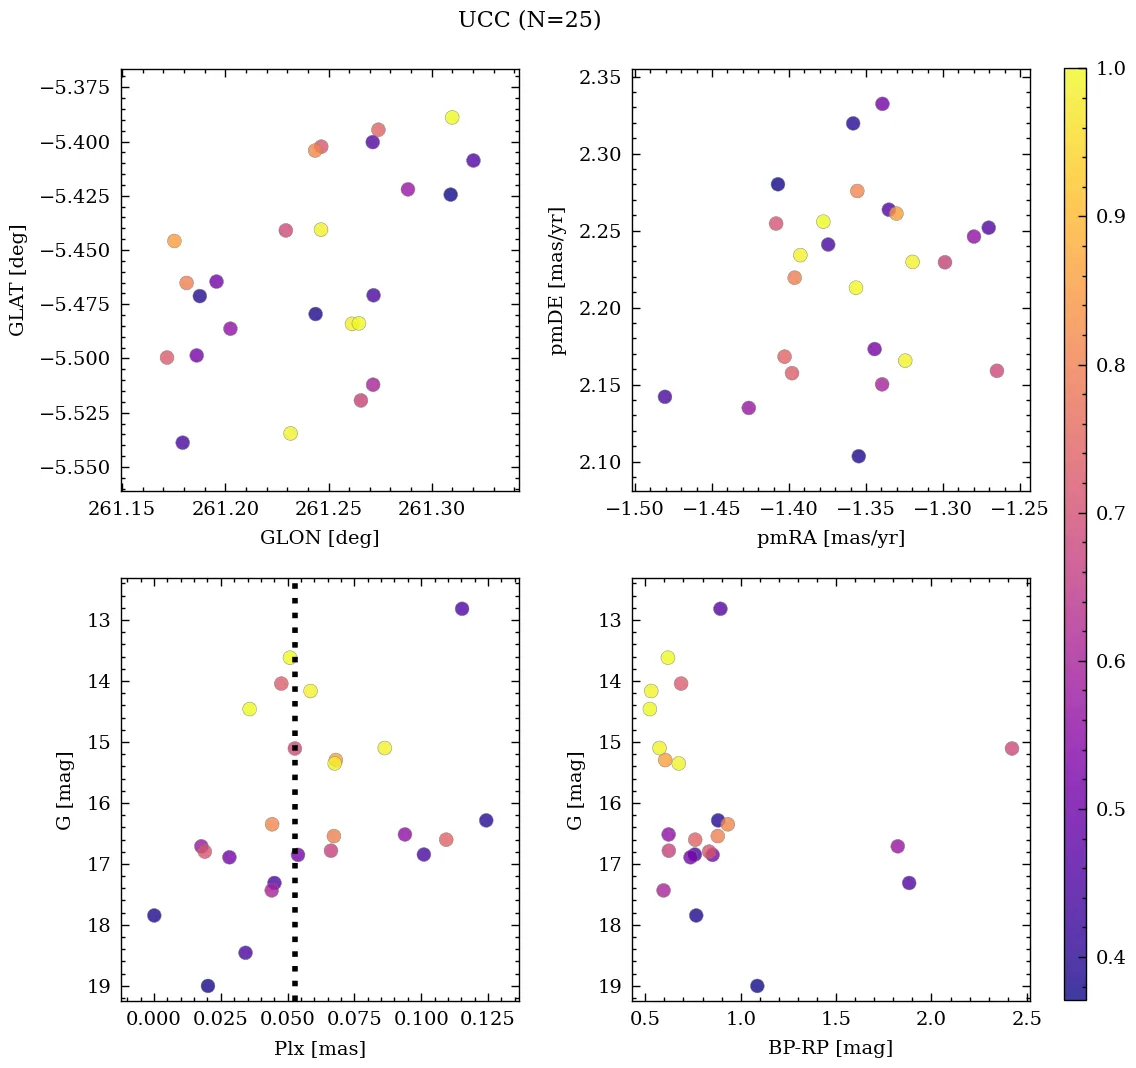 UCC (N=25)
−5.375
−5.400
−5.425
−5.450
−5.475
−5.500
−5.525
−5.550
GLAT [deg]
261.15 261.20 261.25 261.30
GLON [deg]
2.35
2.30
2.25
2.20
2.15
2.10
pmDE [mas/yr]
−1.50 −1.45 −1.40 −1.35 −1.30 −1.25
pmRA [mas/yr]
13
14
15
16
17
18
19
G [mag]
0.000 0.025 0.050 0.075 0.100 0.125
Plx [mas]
13
14
15
16
17
18
19
G [mag]
0.5 1.0 1.5 2.0 2.5
BP-RP [mag]
1.0
0.9
0.8
0.7
0.6
0.5
0.4